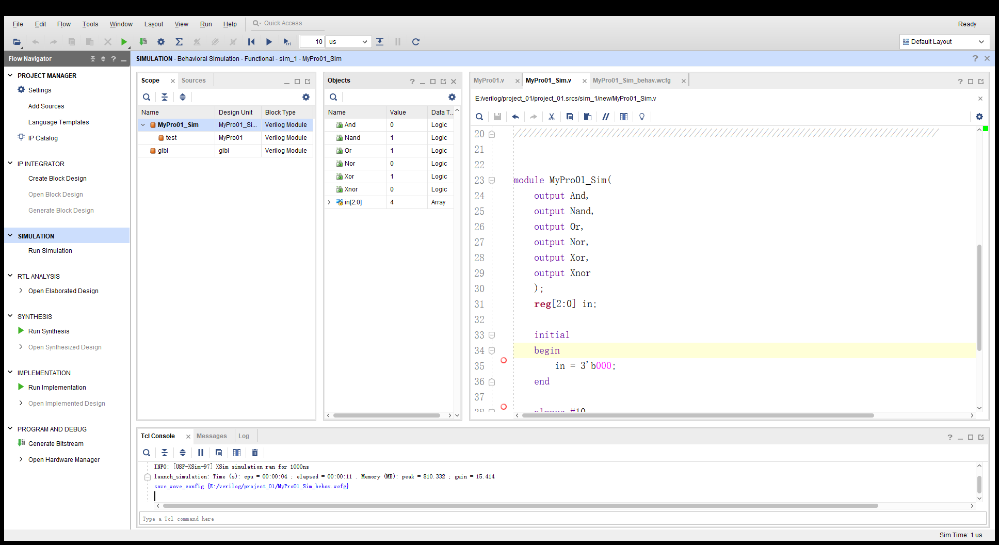 File Edit Flow Tools Window Layout View Run Help Quick Access Ready
10 us Default Layout
Flow Navigator
PROJECT MANAGER
Settings
Add Sources
Language Templates
IP Catalog
IP INTEGRATOR
Create Block Design
Open Block Design
Generate Block Design
SIMULATION
Run Simulation
RTL ANALYSIS
Open Elaborated Design
SYNTHESIS
Run Synthesis
Open Synthesized Design
IMPLEMENTATION
Run Implementation
Open Implemented Design
PROGRAM AND DEBUG
Generate Bitstream
Open Hardware Manager
SIMULATION - Behavioral Simulation - Functional - sim_1 - MyPro01_Sim
Scope Sources
Name Design Unit Block Type
MyPro01_Sim MyPro01_Si... Verilog Module
test MyPro01 Verilog Module
glbl glbl Verilog Module
Objects
Name Value Data T...
And 0 Logic
Nand 1 Logic
Or 1 Logic
Nor 0 Logic
Xor 1 Logic
Xnor 0 Logic
in[2:0] 4 Array
MyPro01.v MyPro01_Sim.v MyPro01_Sim_behav.wcfg
E:/verilog/project_01/project_01.srcs/sim_1/new/MyPro01_Sim.v
20 //////////////////////////////////////////////////////////////////////////////////
21
22
23 module MyPro01_Sim(
24 output And,
25 output Nand,
26 output Or,
27 output Nor,
28 output Xor,
29 output Xnor
30 );
31 reg[2:0] in;
32
33 initial
34 begin
35 in = 3'b000;
36 end
37
38 always #10
Tcl Console Messages Log
INFO: [USF-XSim-97] XSim simulation ran for 1000ns
launch_simulation: Time (s): cpu = 00:00:04 ; elapsed = 00:00:11 . Memory (MB): peak = 810.332 ; gain = 15.414
save_wave_config {E:/verilog/project_01/MyPro01_Sim_behav.wcfg}
Type a Tcl command here
Sim Time: 1 us